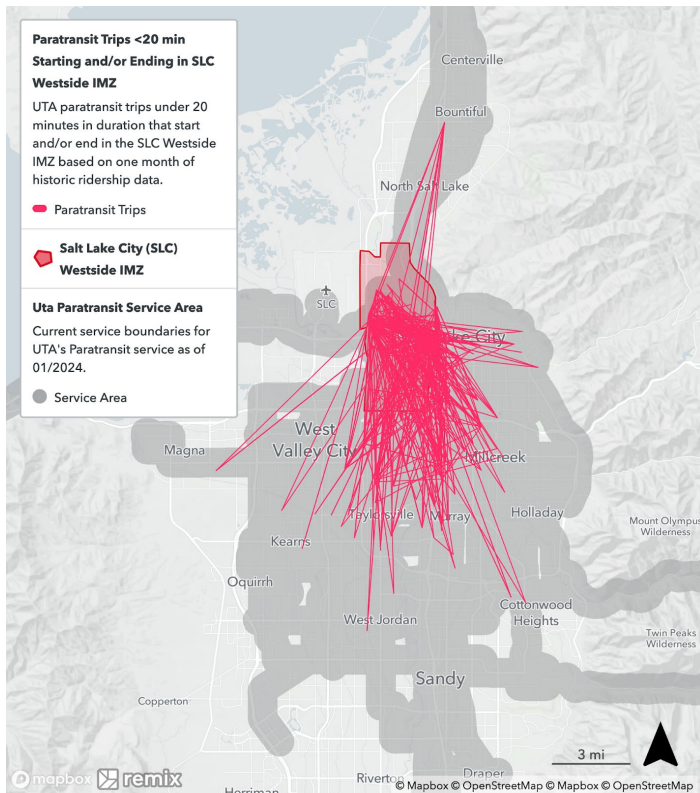 Paratransit Trips <20 min
Starting and/or Ending in SLC
Westside IMZ
UTA paratransit trips under 20
minutes in duration that start
and/or end in the SLC Westside
IMZ based on one month of
historic ridership data.
Paratransit Trips
Salt Lake City (SLC)
Westside IMZ
Uta Paratransit Service Area
Current service boundaries for
UTA's Paratransit service as of
01/2024.
Service Area
Centerville
Bountiful
North Salt Lake
SLC
ke City
West
Valley City
Magna
Millcreek
Taylorsville
Murray
Holladay
Mount Olympus
Wilderness
Kearns
Oquirrh
Cottonwood
Heights
West Jordan
Twin Peaks
Wilderness
Sandy
Copperton
3 mi
Riverton
Draper
Herriman
mapbox
remix
© Mapbox © OpenStreetMap © Mapbox © OpenStreetMap